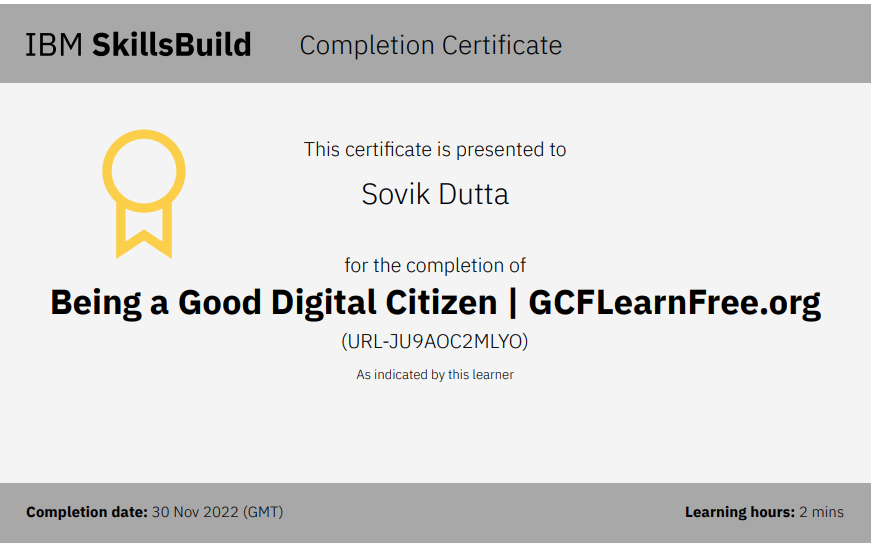 IBM SkillsBuild Completion Certificate
This certificate is presented to
Sovik Dutta
for the completion of
Being a Good Digital Citizen | GCFLearnFree.org
(URL-JU9AOC2MLYO)
As indicated by this learner
Completion date: 30 Nov 2022 (GMT) Learning hours: 2 mins